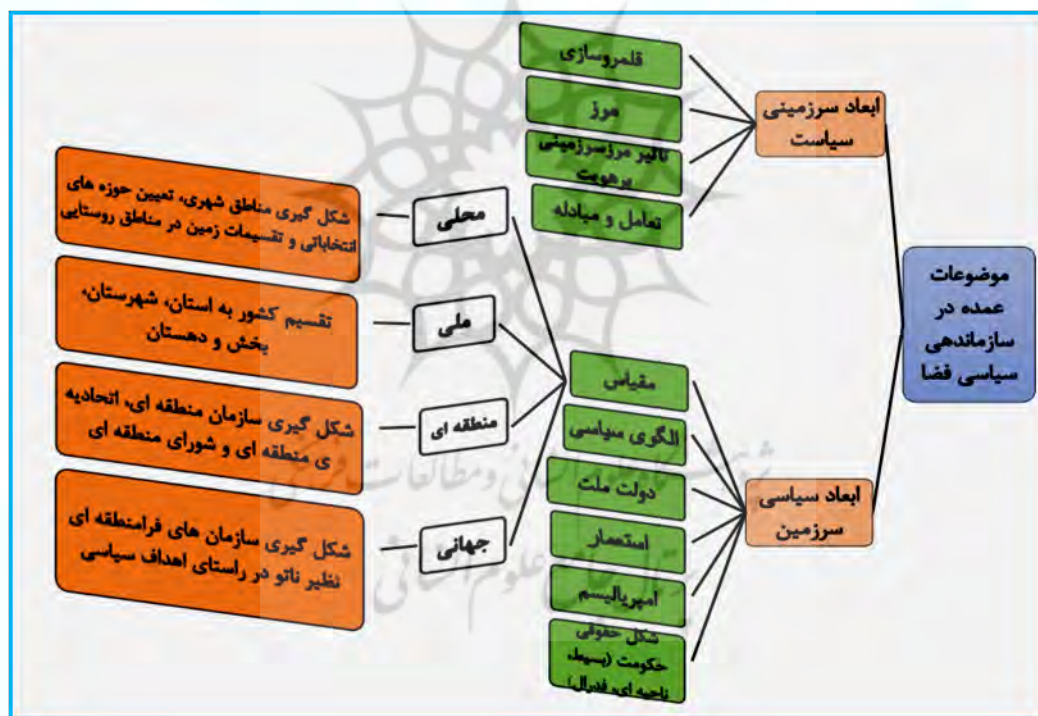 موضوعات
عمده در
سازماندهی
سیاسی فضا
ابعاد سرزمینی
سیاست
قلمروسازی
مرز
تاثیر مرزسرزمینی
برهویت
تعامل و مبادله
ابعاد سیاسی
سرزمین
مقیاس
الگوی سیاسی
دولت ملت
استعمار
امپریالیسم
شکل حقوقی
حکومت (بسیط،
ناحیه ای، فدرال)
محلی
شکل گیری مناطق شهری، تعیین حوزه های
انتخاباتی و تقسیمات زمین در مناطق روستایی
ملی
تقسیم کشور به استان، شهرستان،
بخش و دهستان
منطقه ای
شکل گیری سازمان منطقه ای، اتحادیه
ی منطقه ای و شورای منطقه ای
جهانی
شکل گیری سازمان های فرامنطقه ای
نظیر ناتو در راستای اهداف سیاسی